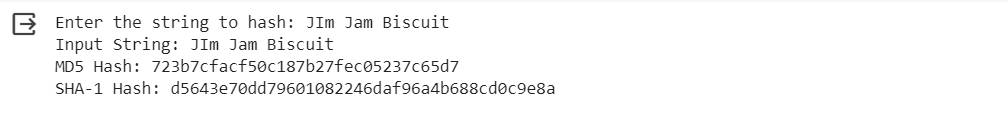 Enter the string to hash: JIm Jam Biscuit
Input String: JIm Jam Biscuit
MD5 Hash: 723b7cfacf50c187b27fec05237c65d7
SHA-1 Hash: d5643e70dd79601082246daf96a4b688cd0c9e8a